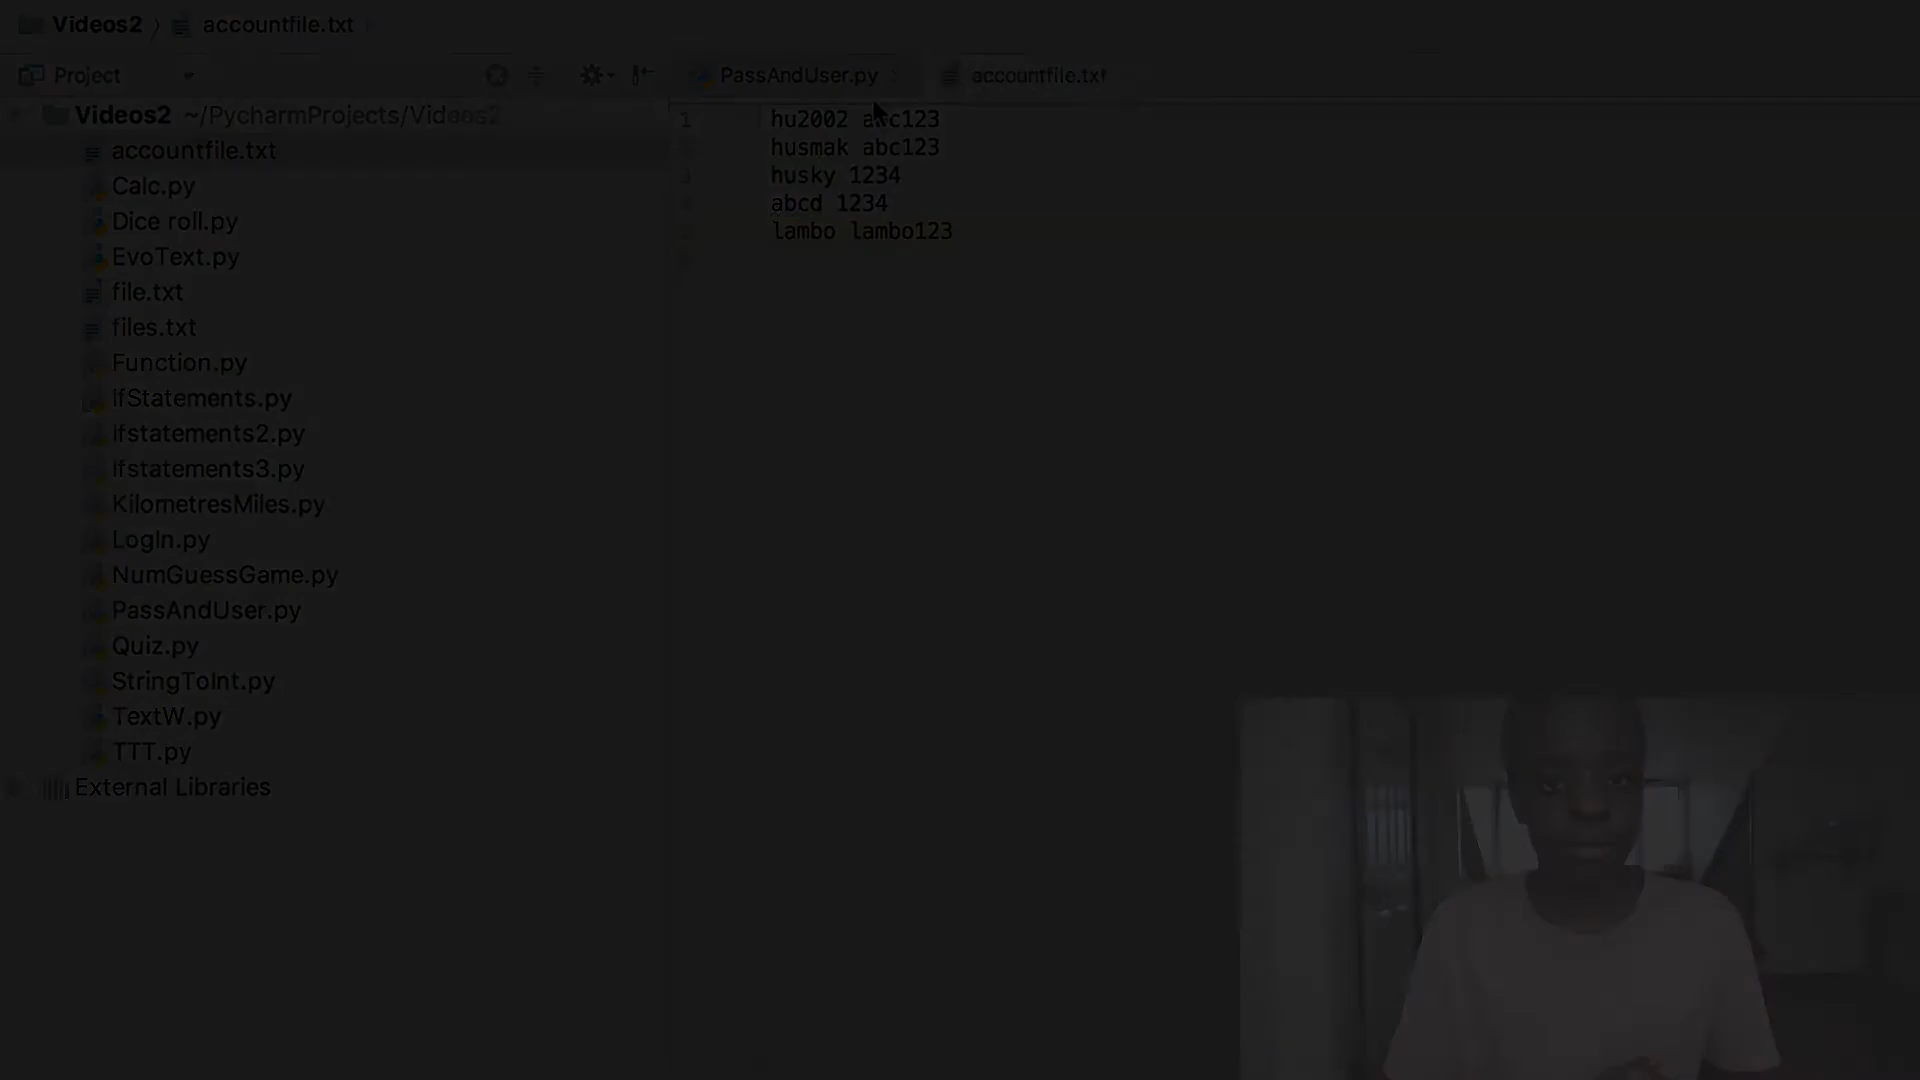 Videos2 accountfile.txt
Project
PassAndUser.py accountfile.txt
Videos2 ~/PycharmProjects/Videos2
accountfile.txt
Calc.py
Dice roll.py
EvoText.py
file.txt
files.txt
Function.py
IfStatements.py
Ifstatements2.py
Ifstatements3.py
KilometresMiles.py
LogIn.py
NumGuessGame.py
PassAndUser.py
Quiz.py
StringToInt.py
TextW.py
TTT.py
External Libraries
1 hu2002 abc123
husmak abc123
husky 1234
abcd 1234
lambo lambo123